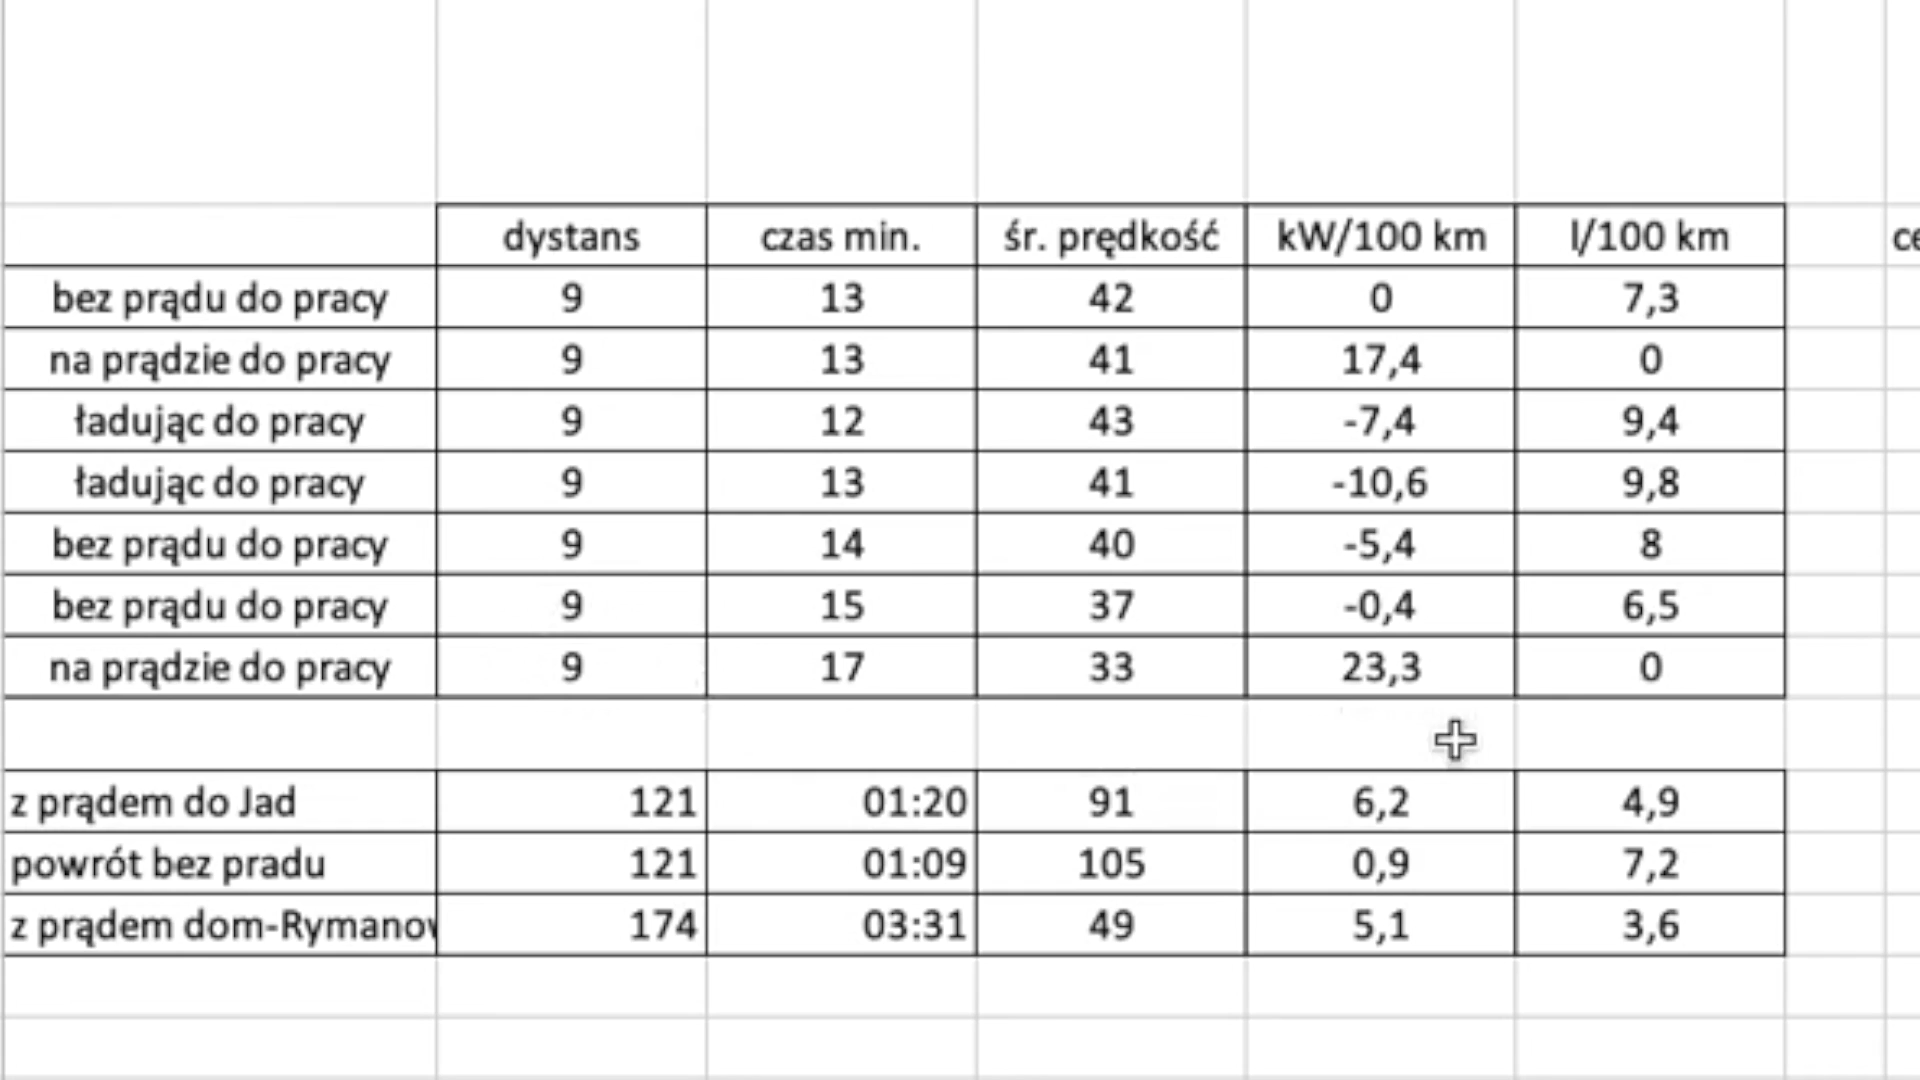 dystans czas min. śr. prędkość kW/100 km l/100 km
bez prądu do pracy 9 13 42 0 7,3
na prądzie do pracy 9 13 41 17,4 0
ładując do pracy 9 12 43 -7,4 9,4
ładując do pracy 9 13 41 -10,6 9,8
bez prądu do pracy 9 14 40 -5,4 8
bez prądu do pracy 9 15 37 -0,4 6,5
na prądzie do pracy 9 17 33 23,3 0
z prądem do Jad 121 01:20 91 6,2 4,9
powrót bez pradu 121 01:09 105 0,9 7,2
z prądem dom-Rymanow 174 03:31 49 5,1 3,6